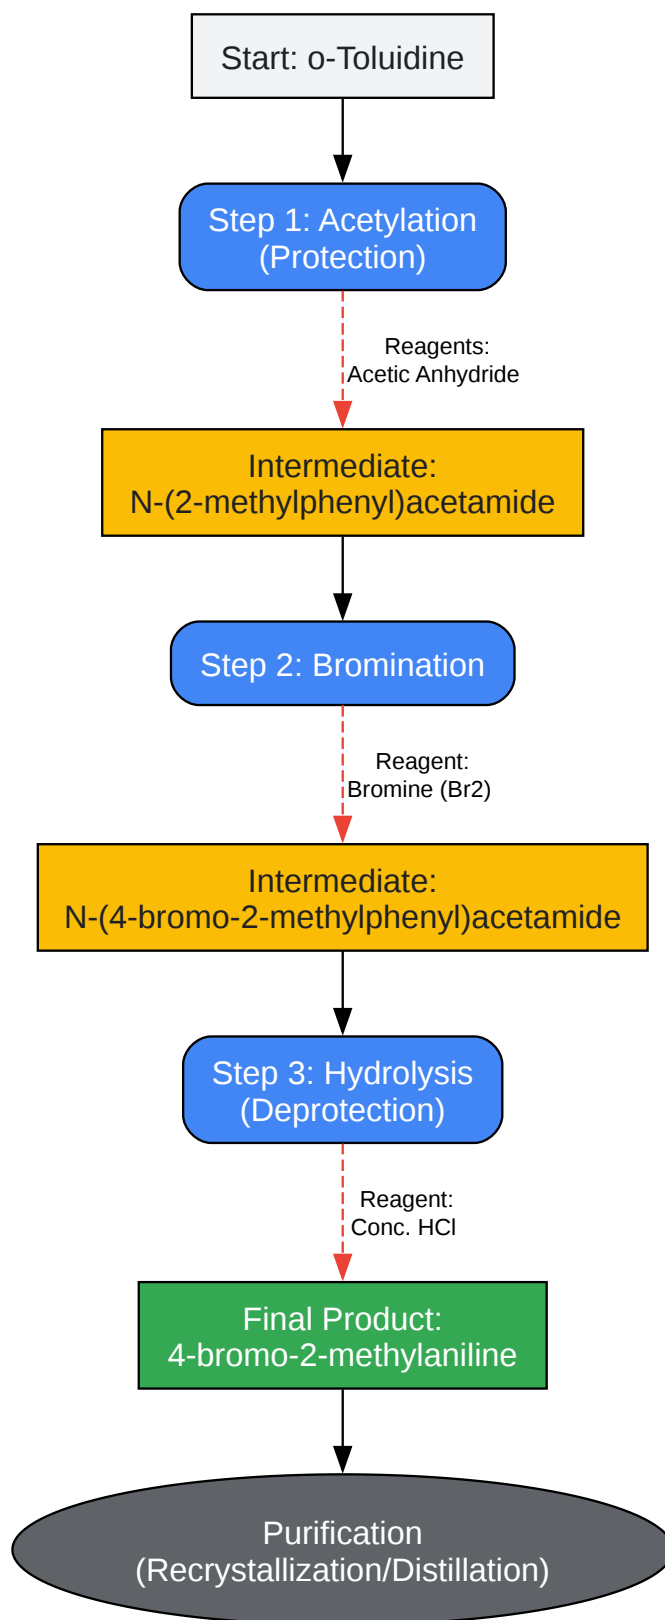 Start: o-Toluidine
Step 1: Acetylation
(Protection)
Reagents:
Acetic Anhydride
Intermediate:
N-(2-methylphenyl)acetamide
Step 2: Bromination
Reagent:
Bromine (Br2)
Intermediate:
N-(4-bromo-2-methylphenyl)acetamide
Step 3: Hydrolysis
(Deprotection)
Reagent:
Conc. HCl
Final Product:
4-bromo-2-methylaniline
Purification
(Recrystallization/Distillation)